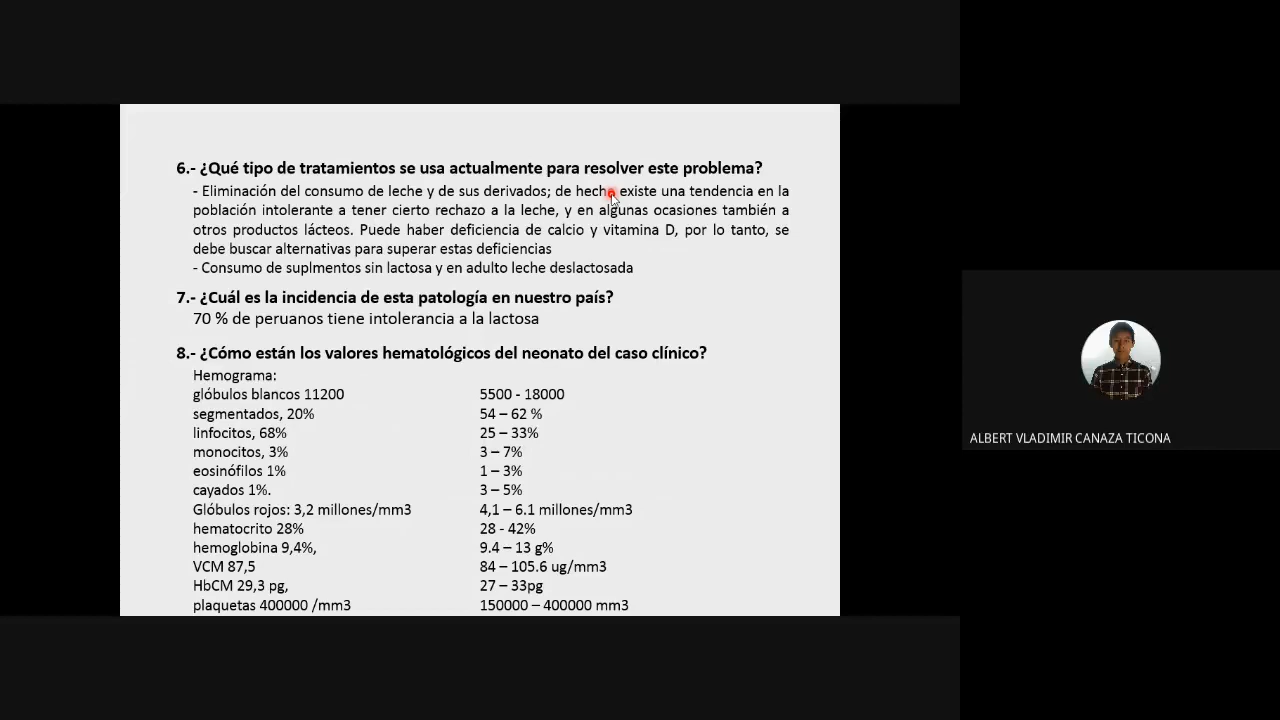 6.- ¿Qué tipo de tratamientos se usa actualmente para resolver este problema?
- Eliminación del consumo de leche y de sus derivados; de hecho existe una tendencia en la
población intolerante a tener cierto rechazo a la leche, y en algunas ocasiones también a
otros productos lácteos. Puede haber deficiencia de calcio y vitamina D, por lo tanto, se
debe buscar alternativas para superar estas deficiencias
- Consumo de suplmentos sin lactosa y en adulto leche deslactosada
7.- ¿Cuál es la incidencia de esta patología en nuestro país?
70 % de peruanos tiene intolerancia a la lactosa
8.- ¿Cómo están los valores hematológicos del neonato del caso clínico?
Hemograma:
glóbulos blancos 11200 5500 - 18000
segmentados, 20% 54 – 62 %
linfocitos, 68% 25 – 33%
monocitos, 3% 3 – 7%
eosinófilos 1% 1 – 3%
cayados 1%. 3 – 5%
Glóbulos rojos: 3,2 millones/mm3 4,1 – 6.1 millones/mm3
hematocrito 28% 28 - 42%
hemoglobina 9,4%, 9.4 – 13 g%
VCM 87,5 84 – 105.6 ug/mm3
HbCM 29,3 pg, 27 – 33pg
plaquetas 400000 /mm3 150000 – 400000 mm3
ALBERT VLADIMIR CANAZA TICONA